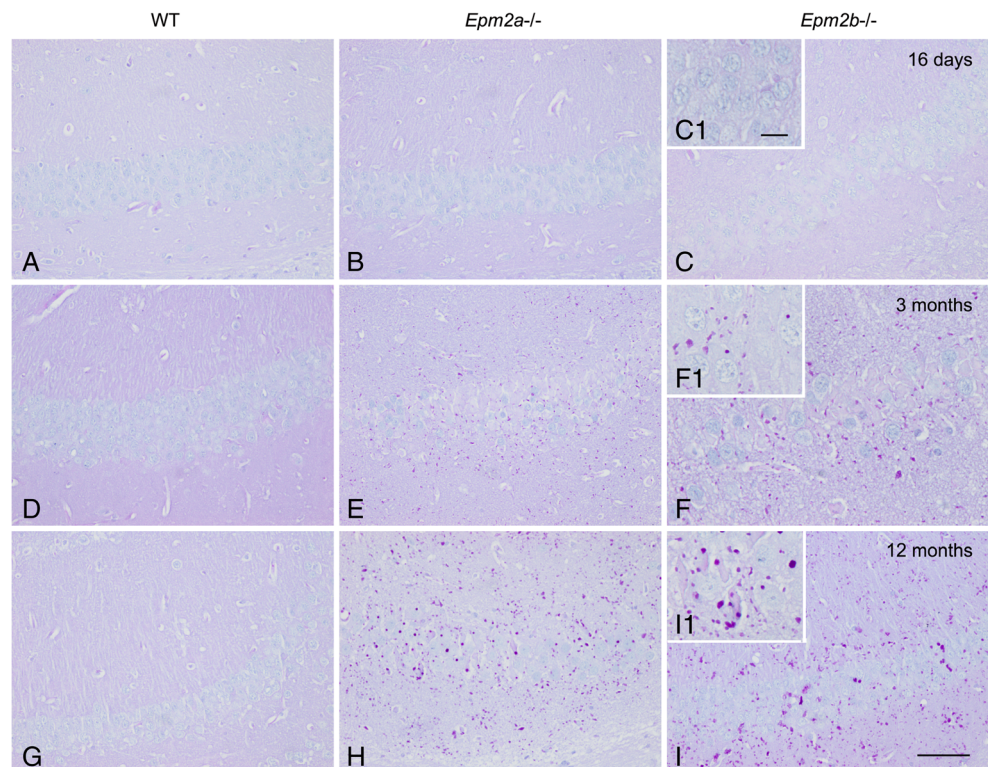 WT Epm2a-/- Epm2b-/-
16 days
C1
A B C
3 months
F1
D E F
12 months
I1
G H I